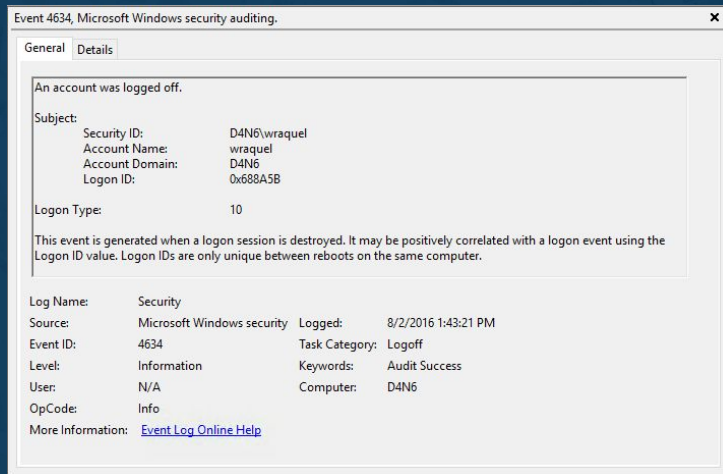 Event 4634, Microsoft Windows security auditing.
General Details
An account was logged off.
Subject:
Security ID: D4N6\wraquel
Account Name: wraquel
Account Domain: D4N6
Logon ID: 0x688A5B
Logon Type: 10
This event is generated when a logon session is destroyed. It may be positively correlated with a logon event using the
Logon ID value. Logon IDs are only unique between reboots on the same computer.
Log Name: Security
Source: Microsoft Windows security Logged: 8/2/2016 1:43:21 PM
Event ID: 4634 Task Category: Logoff
Level: Information Keywords: Audit Success
User: N/A Computer: D4N6
OpCode: Info
More Information: Event Log Online Help